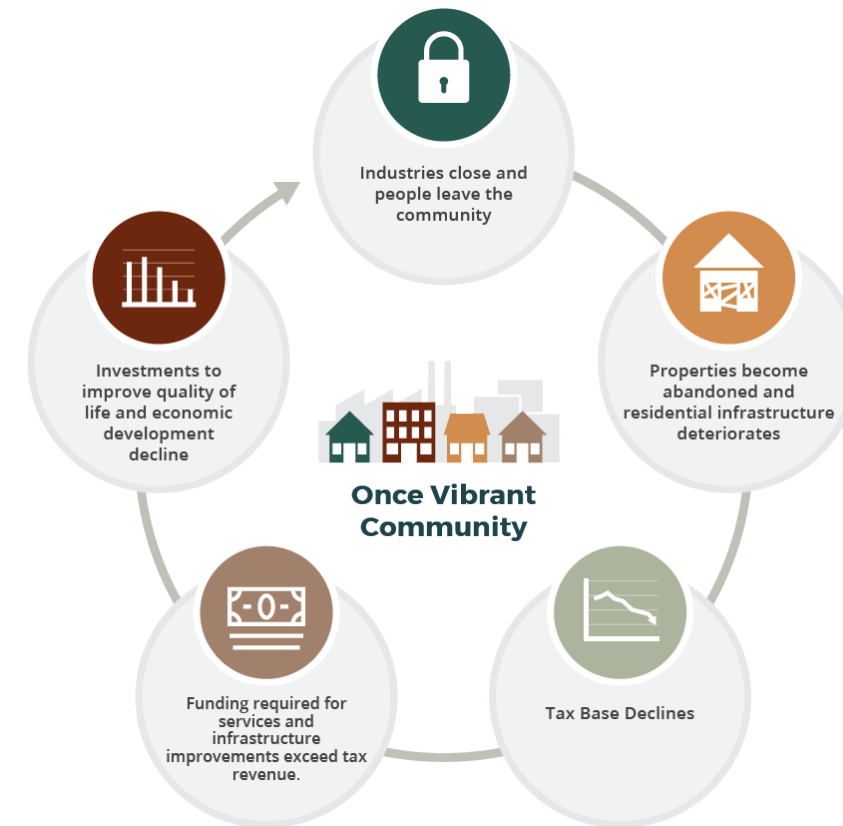 Industries close and
people leave the
community
Properties become
abandoned and
residential infrastructure
deteriorates
Tax Base Declines
Funding required for
services and
infrastructure
improvements exceed tax
revenue.
Investments to
improve quality of
life and economic
development
decline
Once Vibrant
Community
-0-